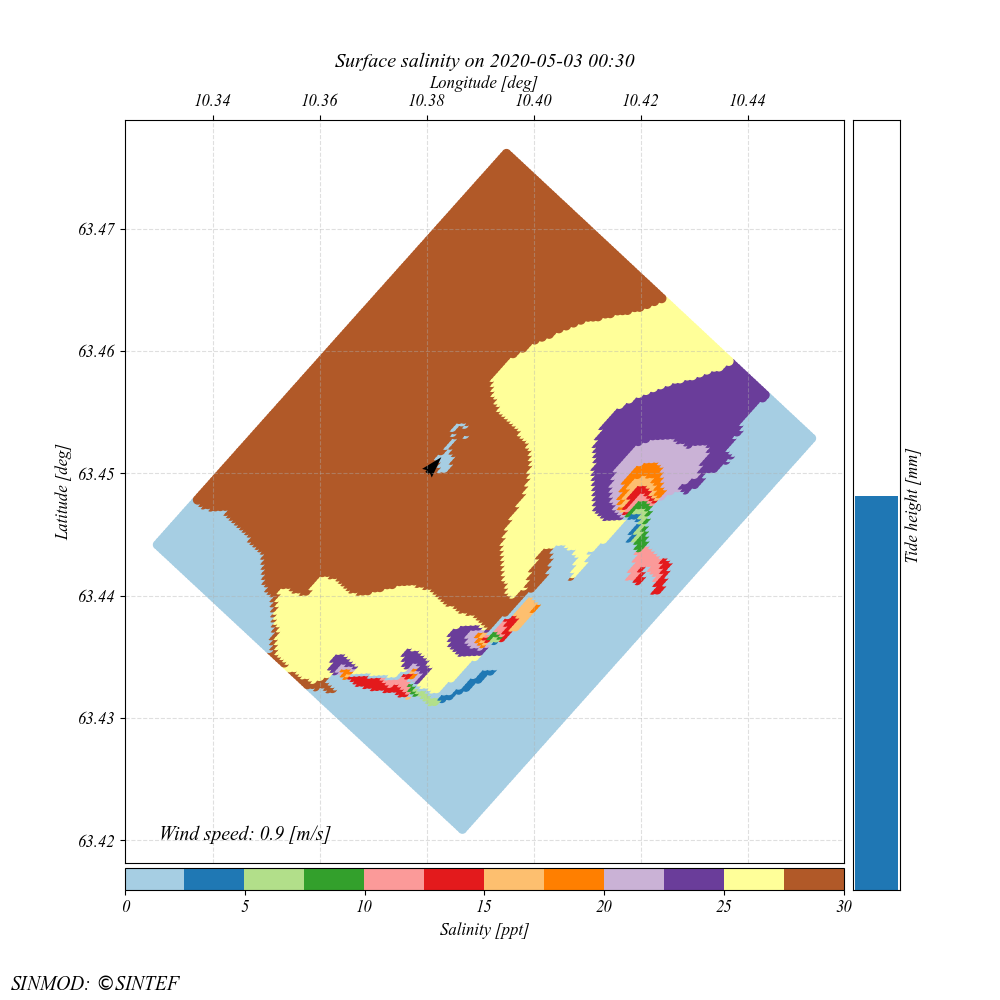 Surface salinity on 2020-05-03 00:30
Longitude [deg]
10.34 10.36 10.38 10.40 10.42 10.44
63.47
63.46
63.45
63.44
63.43
63.42
Latitude [deg]
Tide height [mm]
Wind speed: 0.9 [m/s]
0 5 10 15 20 25 30
Salinity [ppt]
SINMOD: ©SINTEF